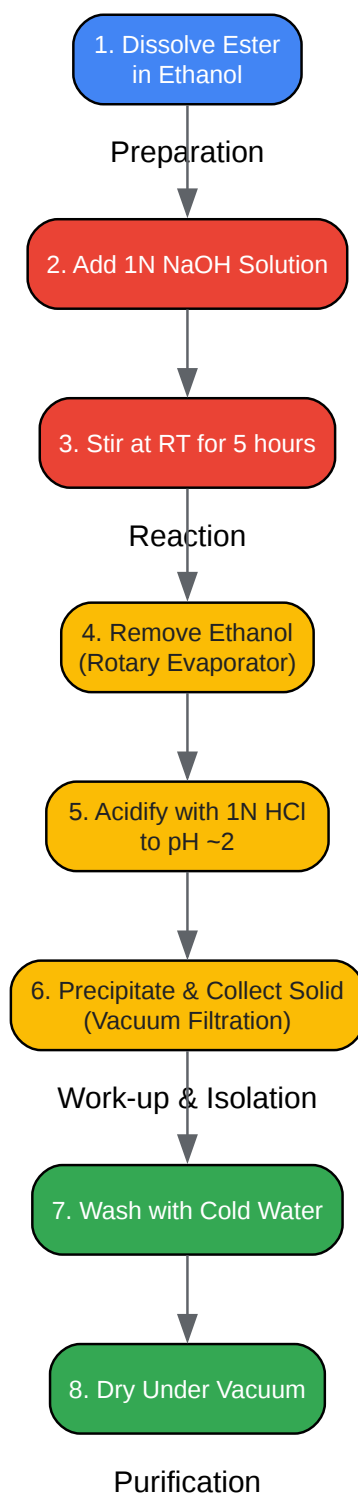 1. Dissolve Ester
in Ethanol
Preparation
2. Add 1N NaOH Solution
3. Stir at RT for 5 hours
Reaction
4. Remove Ethanol
(Rotary Evaporator)
5. Acidify with 1N HCl
to pH ~2
6. Precipitate & Collect Solid
(Vacuum Filtration)
Work-up & Isolation
7. Wash with Cold Water
8. Dry Under Vacuum
Purification